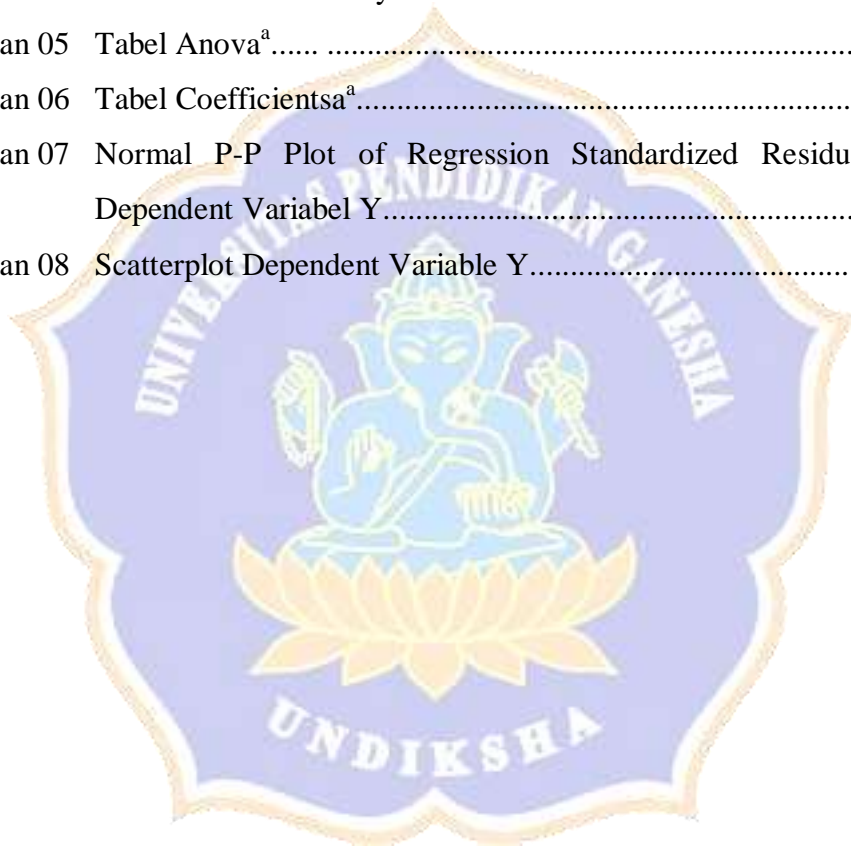 an 05 Tabel Anovaᵃ...... ................................................................
an 06 Tabel Coefficientsaᵃ.............................................................
an 07 Normal P-P Plot of Regression Standardized Residu
Dependent Variabel Y..........................................................
an 08 Scatterplot Dependent Variable Y.......................................
UNIVERSITAS PENDIDIKAN GANESHA
UNDIKSHA